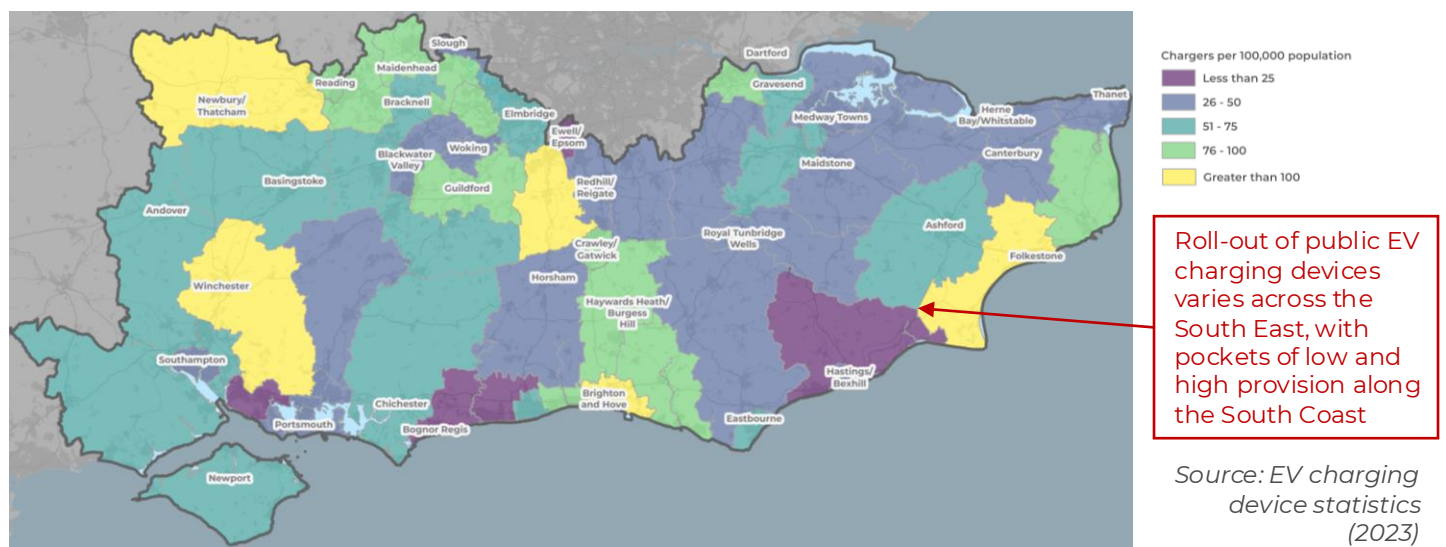 Slough
Dartford
Maidenhead
Reading
Gravesend
Newbury/
Thatcham
Bracknell
Elmbridge
Medway Towns
Herne
Bay/Whitstable
Thanet
Ewell/
Epsom
Woking
Blackwater
Valley
Maidstone
Canterbury
Basingstoke
Guildford
Redhill/
Reigate
Andover
Royal Tunbridge
Wells
Ashford
Crawley/
Gatwick
Folkestone
Horsham
Winchester
Haywards Heath/
Burgess
Hill
Southampton
Hastings/
Bexhill
Chichester
Brighton
and Hove
Portsmouth
Bognor Regis
Eastbourne
Newport
Chargers per 100,000 population
Less than 25
26 - 50
51 - 75
76 - 100
Greater than 100
Roll-out of public EV
charging devices
varies across the
South East, with
pockets of low and
high provision along
the South Coast
Source: EV charging
device statistics
(2023)